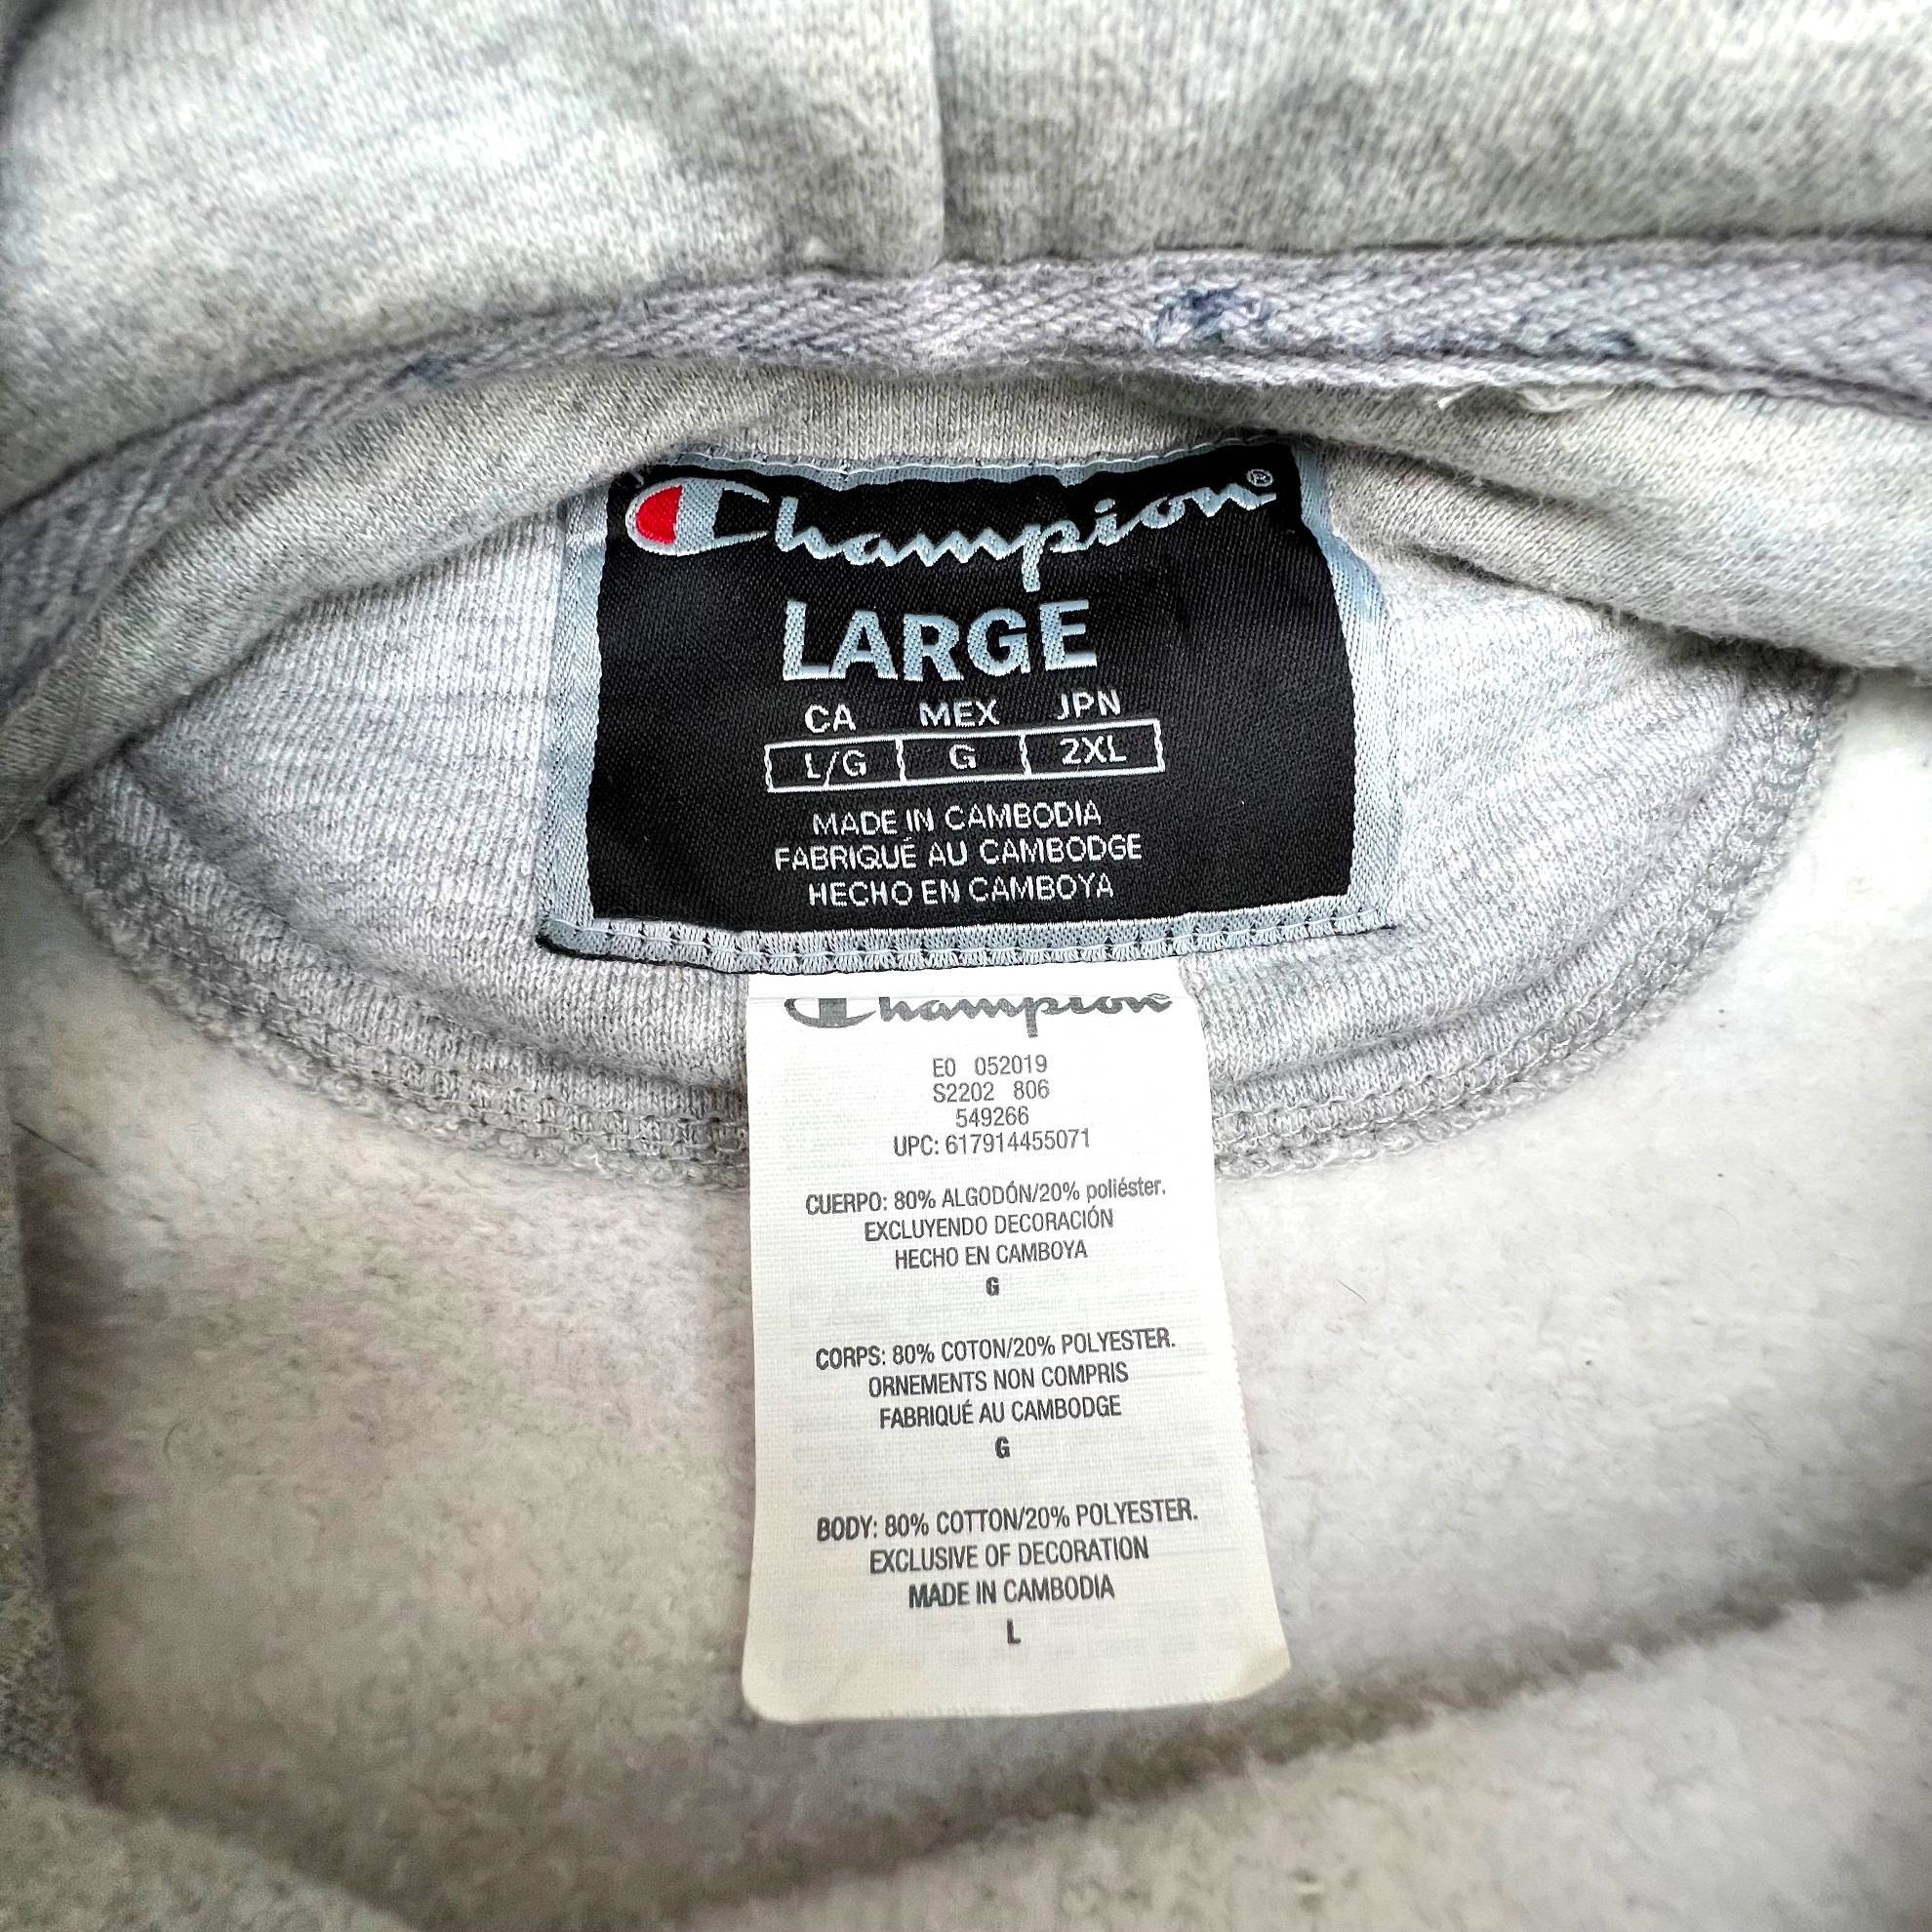 Champion®
LARGE
CA MEX JPN
L/G G 2XL
MADE IN CAMBODIA
FABRIQUÉ AU CAMBODGE
HECHO EN CAMBOYA
Champion
E0 052019
S2202 806
549266
UPC: 617914455071
CUERPO: 80% ALGODÓN/20% poliéster.
EXCLUYENDO DECORACIÓN
HECHO EN CAMBOYA
G
CORPS: 80% COTON/20% POLYESTER.
ORNEMENTS NON COMPRIS
FABRIQUÉ AU CAMBODGE
G
BODY: 80% COTTON/20% POLYESTER.
EXCLUSIVE OF DECORATION
MADE IN CAMBODIA
L